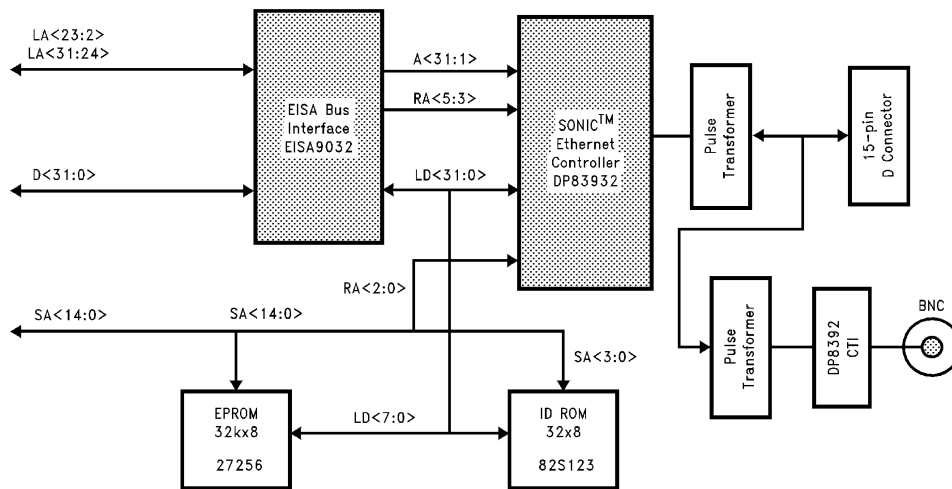 LA<23:2>
LA<31:24>
D<31:0>
SA<14:0>
EISA Bus
Interface
EISA9032
A<31:1>
RA<5:3>
LD<31:0>
RA<2:0>
SA<14:0>
SONIC™
Ethernet
Controller
DP83932
Pulse
Transformer
15-pin
D Connector
Pulse
Transformer
DP8392
CTI
BNC
SA<3:0>
EPROM
32kx8
27256
LD<7:0>
ID ROM
32x8
82S123